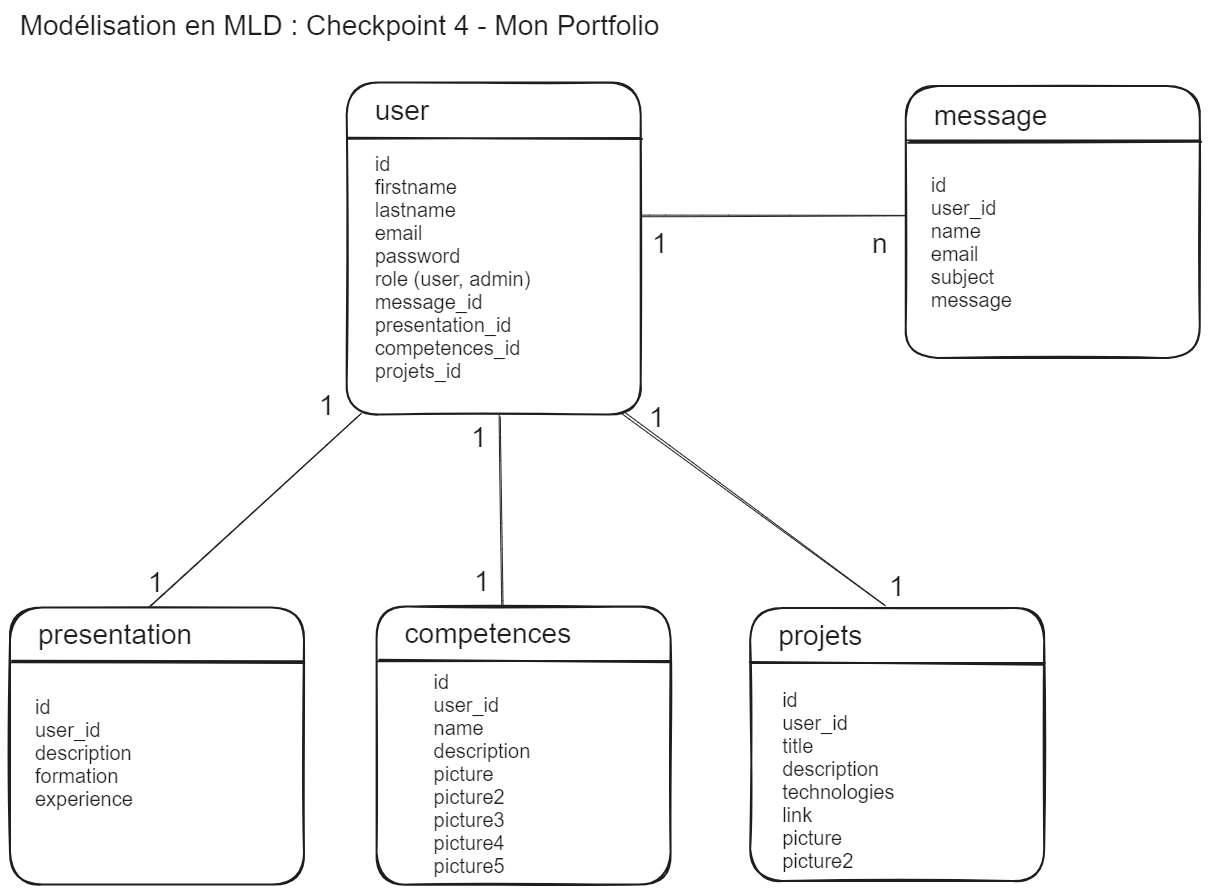 Modélisation en MLD : Checkpoint 4 - Mon Portfolio
user
id
firstname
lastname
email
password
role (user, admin)
message_id
presentation_id
competences_id
projets_id
message
id
user_id
name
email
subject
message
1
n
1
1
1
1
1
1
presentation
id
user_id
description
formation
experience
competences
id
user_id
name
description
picture
picture2
picture3
picture4
picture5
projets
id
user_id
title
description
technologies
link
picture
picture2